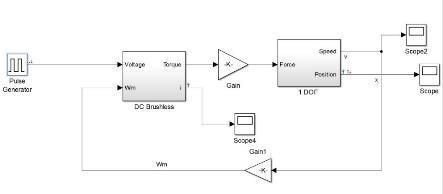 Scope2
Speed
v
Voltage
Torque
-K-
Force
Position
x
Scope
Pulse
Generator
Wm
i
Gain
1 DOF
DC Brushless
Scope4
Gain1
Wm
-K-